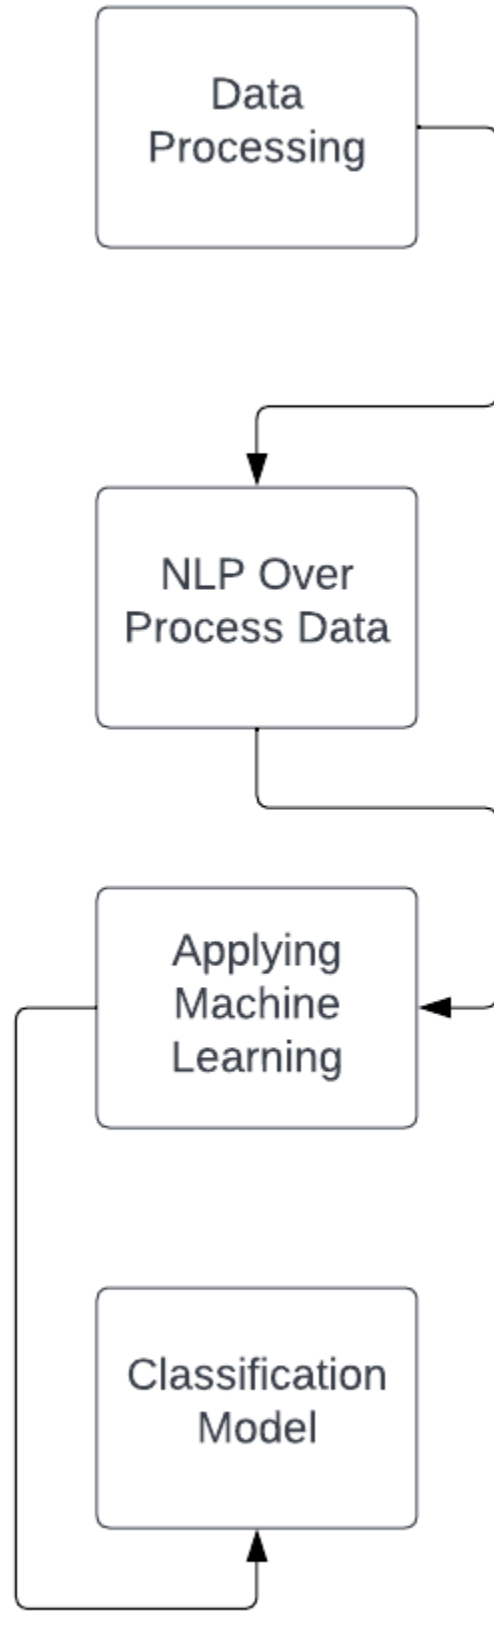 Data
Processing
NLP Over
Process Data
Applying
Machine
Learning
Classification
Model